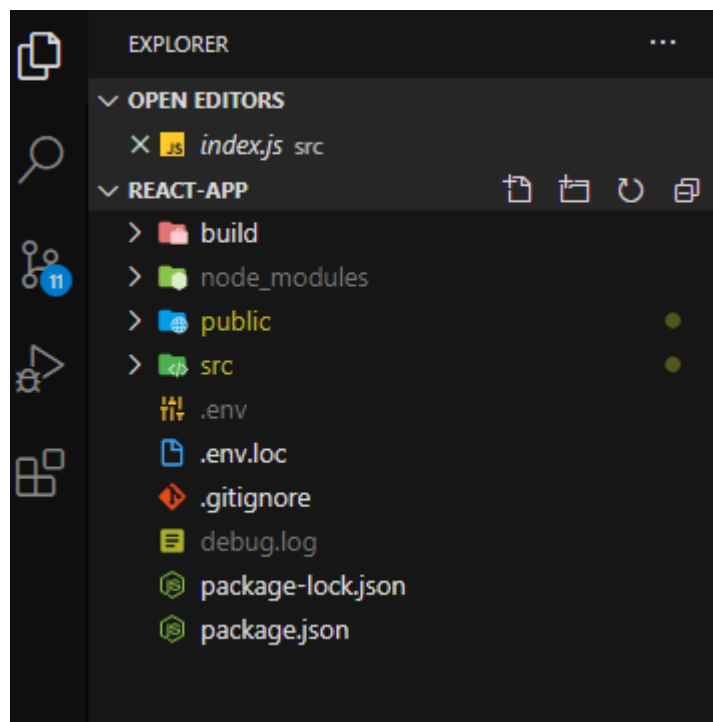 EXPLORER
OPEN EDITORS
JS index.js src
REACT-APP
build
node_modules
public
11
src
.env
.env.loc
.gitignore
debug.log
package-lock.json
package.json